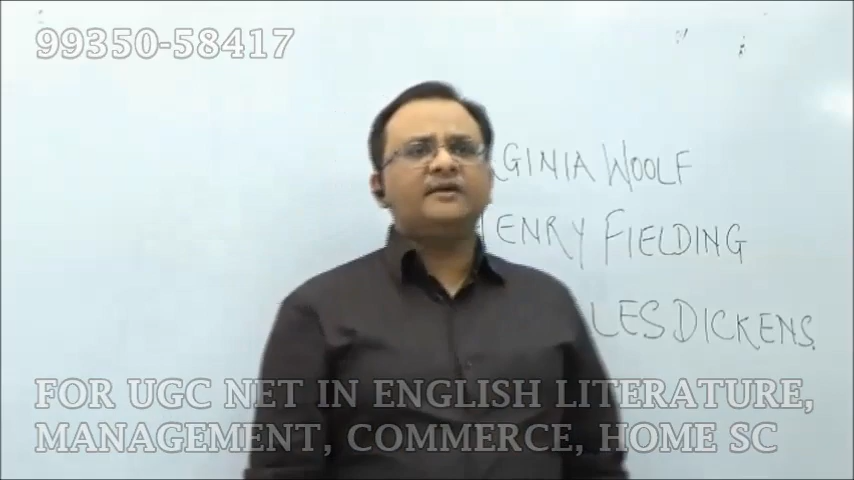 99350-58417
GINIA WOOLF
ENRY FIELDING
LES DICKENS.
FOR UGC NET IN ENGLISH LITERATURE,
MANAGEMENT, COMMERCE, HOME SC